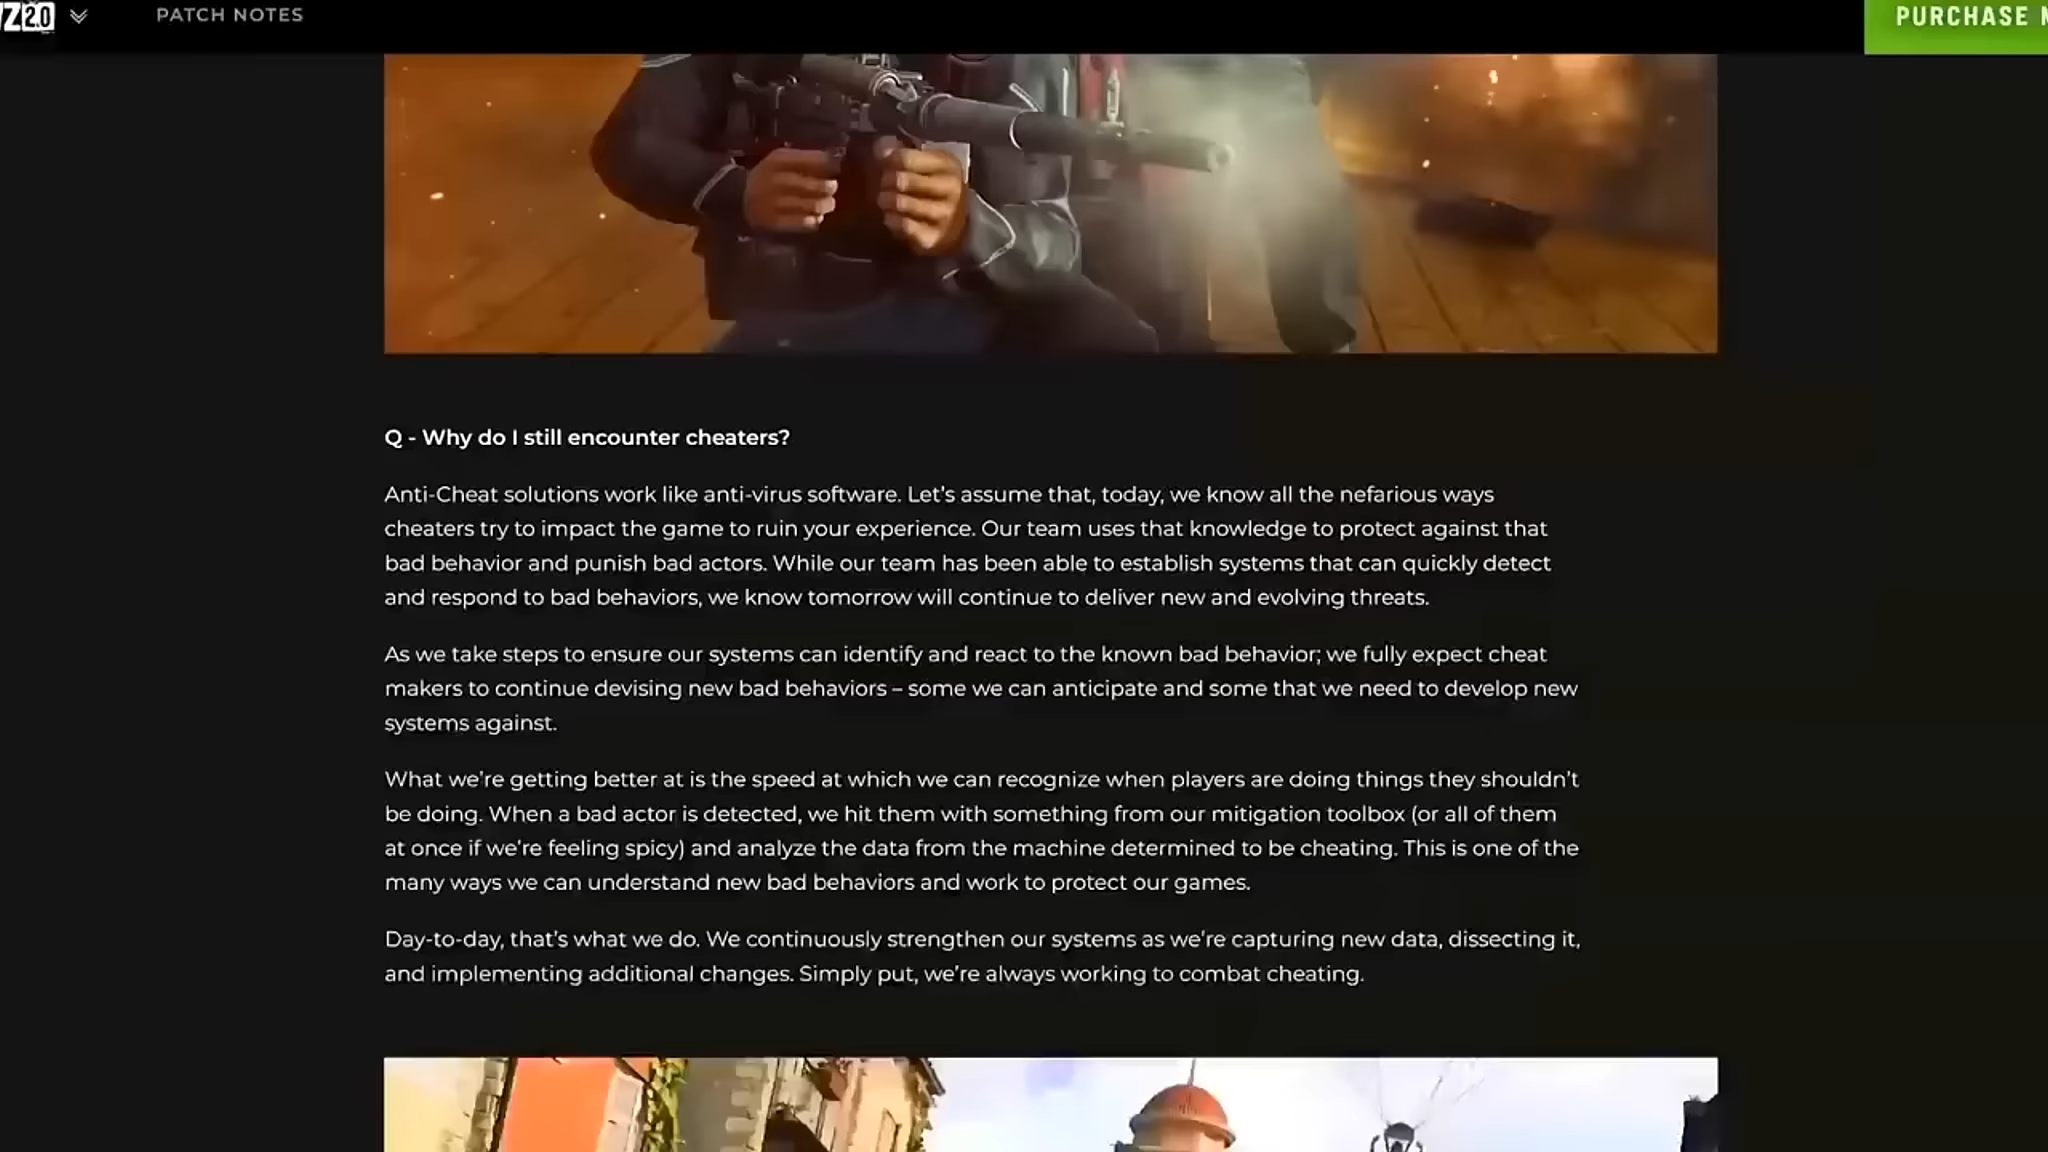 WZ2.0
PATCH NOTES
PURCHASE
Q - Why do I still encounter cheaters?
Anti-Cheat solutions work like anti-virus software. Let's assume that, today, we know all the nefarious ways
cheaters try to impact the game to ruin your experience. Our team uses that knowledge to protect against that
bad behavior and punish bad actors. While our team has been able to establish systems that can quickly detect
and respond to bad behaviors, we know tomorrow will continue to deliver new and evolving threats.
As we take steps to ensure our systems can identify and react to the known bad behavior; we fully expect cheat
makers to continue devising new bad behaviors – some we can anticipate and some that we need to develop new
systems against.
What we're getting better at is the speed at which we can recognize when players are doing things they shouldn't
be doing. When a bad actor is detected, we hit them with something from our mitigation toolbox (or all of them
at once if we're feeling spicy) and analyze the data from the machine determined to be cheating. This is one of the
many ways we can understand new bad behaviors and work to protect our games.
Day-to-day, that's what we do. We continuously strengthen our systems as we're capturing new data, dissecting it,
and implementing additional changes. Simply put, we're always working to combat cheating.